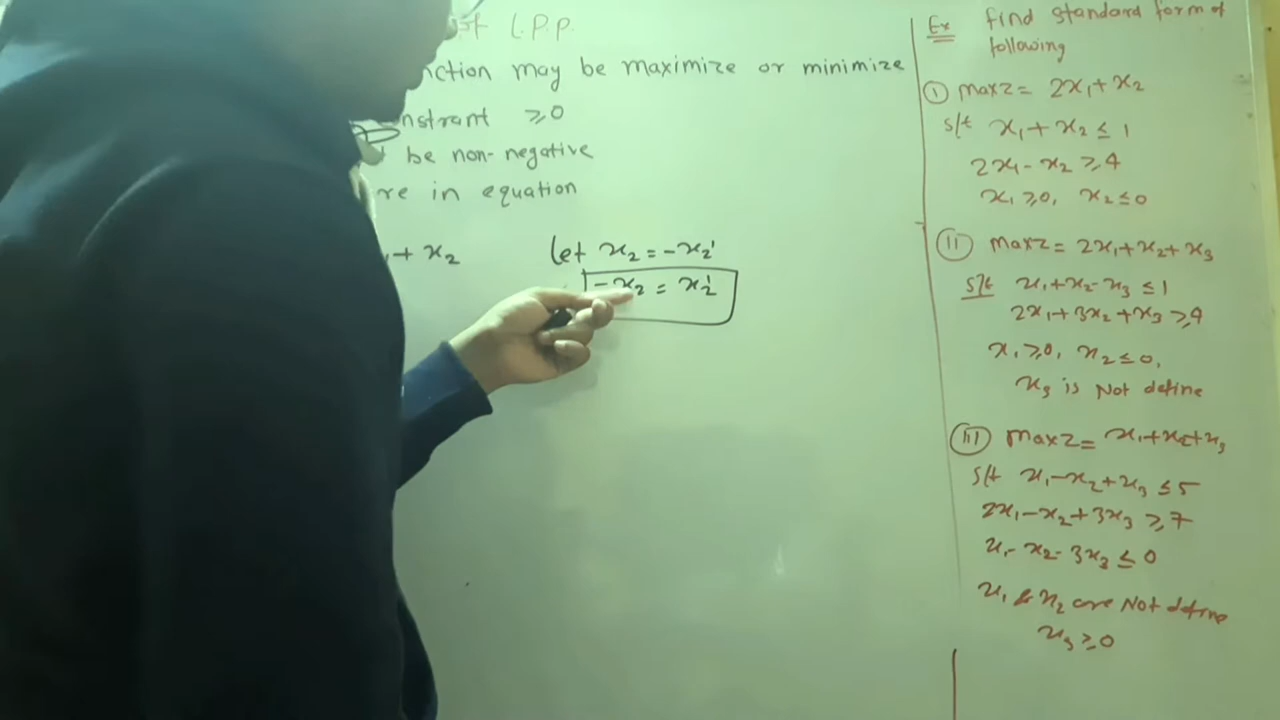 L.P.P.
nction may be maximize or minimize
nstrant ≥0
be non-negative
re in equation
+ x₂
let x₂ = -x₂'
-x₂ = x₂'
Ex find standard form of
following
(I) max z = 2x₁+x₂
s/t x₁+x₂ ≤ 1
2x₁-x₂ ≥ 4
x₁ ≥0, x₂ ≤0
(II) max z = 2x₁+x₂+x₃
s/t x₁+x₂-x₃ ≤ 1
2x₁+3x₂+x₃ ≥ 4
x₁ ≥0, x₂ ≤0,
x₃ is Not define
(III) max z = x₁+x₂+x₃
s/t x₁-x₂+x₃ ≤ 5
2x₁-x₂+3x₃ ≥ 7
x₁-x₂-3x₃ ≤ 0
x₁ & x₂ are Not define
x₃ ≥ 0